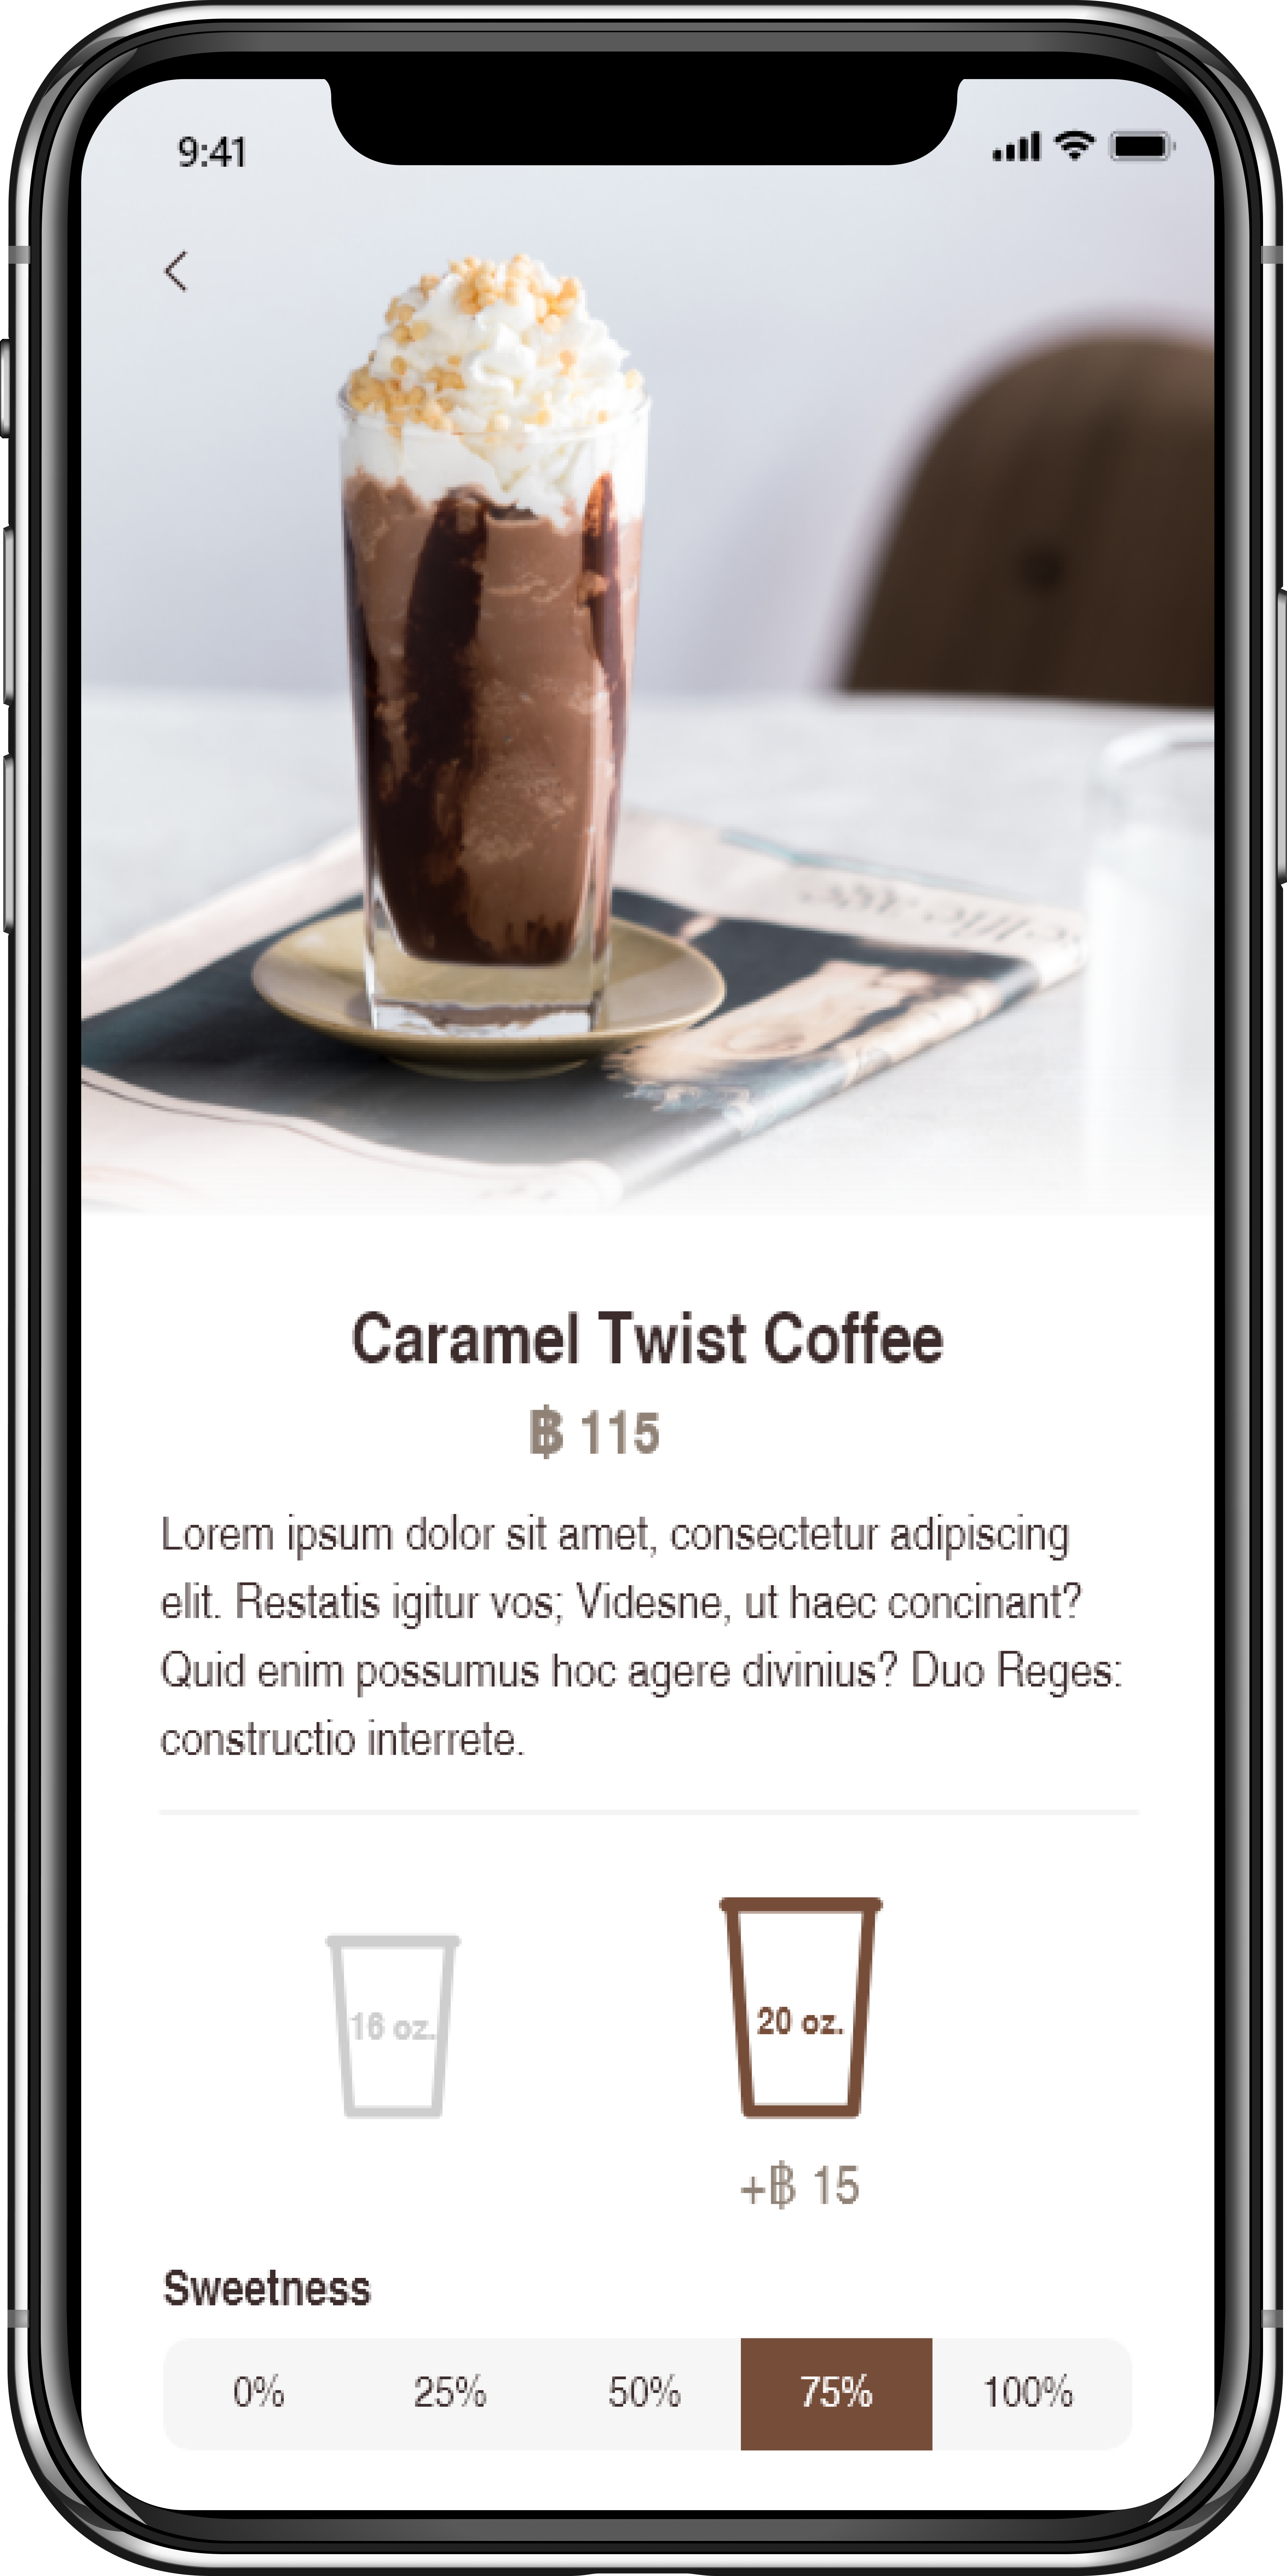 9:41
Caramel Twist Coffee
฿ 115
Lorem ipsum dolor sit amet, consectetur adipiscing
elit. Restatis igitur vos; Videsne, ut haec concinant?
Quid enim possumus hoc agere divinius? Duo Reges:
constructio interrete.
16 oz.
20 oz.
+฿ 15
Sweetness
0% 25% 50% 75% 100%